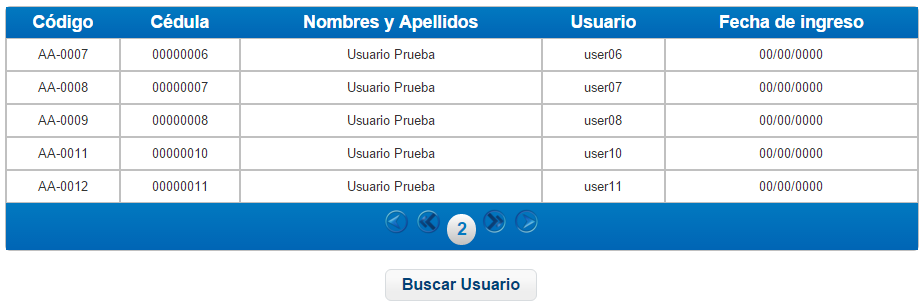 Código Cédula Nombres y Apellidos Usuario Fecha de ingreso
AA-0007 00000006 Usuario Prueba user06 00/00/0000
AA-0008 00000007 Usuario Prueba user07 00/00/0000
AA-0009 00000008 Usuario Prueba user08 00/00/0000
AA-0011 00000010 Usuario Prueba user10 00/00/0000
AA-0012 00000011 Usuario Prueba user11 00/00/0000
2
Buscar Usuario